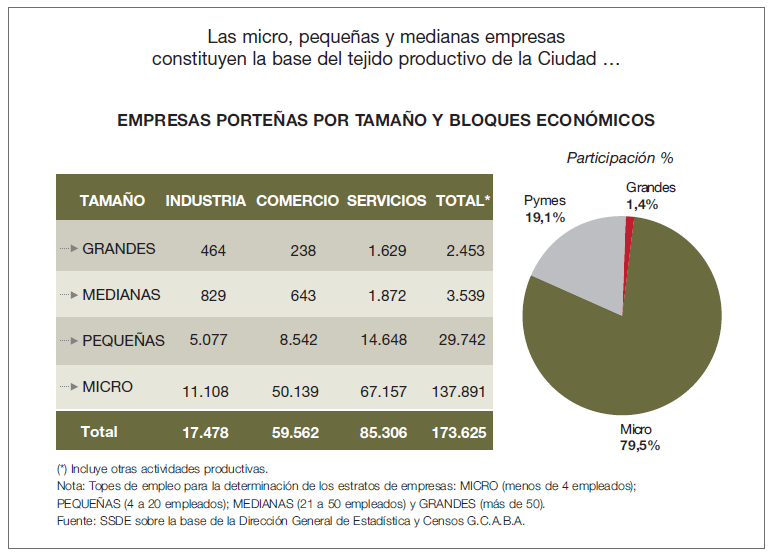 Las micro, pequeñas y medianas empresas
constituyen la base del tejido productivo de la Ciudad ...
EMPRESAS PORTEÑAS POR TAMAÑO Y BLOQUES ECONÓMICOS
TAMAÑO INDUSTRIA COMERCIO SERVICIOS TOTAL*
GRANDES 464 238 1.629 2.453
MEDIANAS 829 643 1.872 3.539
PEQUEÑAS 5.077 8.542 14.648 29.742
MICRO 11.108 50.139 67.157 137.891
Total 17.478 59.562 85.306 173.625
Participación %
Grandes
1,4%
Pymes
19,1%
Micro
79,5%
(*) Incluye otras actividades productivas.
Nota: Topes de empleo para la determinación de los estratos de empresas: MICRO (menos de 4 empleados);
PEQUEÑAS (4 a 20 empleados); MEDIANAS (21 a 50 empleados) y GRANDES (más de 50).
Fuente: SSDE sobre la base de la Dirección General de Estadística y Censos G.C.A.B.A.